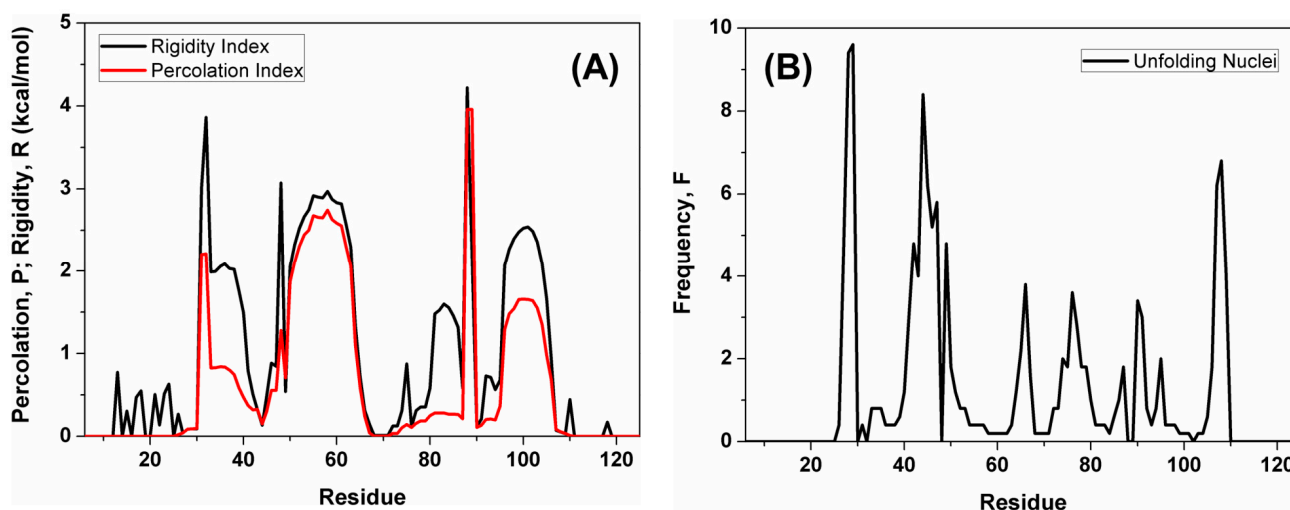 Percolation, P; Rigidity, R (kcal/mol)
5
4
3
2
1
0
Rigidity Index
Percolation Index
(A)
20
40
60
80
100
120
Residue
Frequency, F
10
8
6
4
2
0
(B)
Unfolding Nuclei
20
40
60
80
100
120
Residue